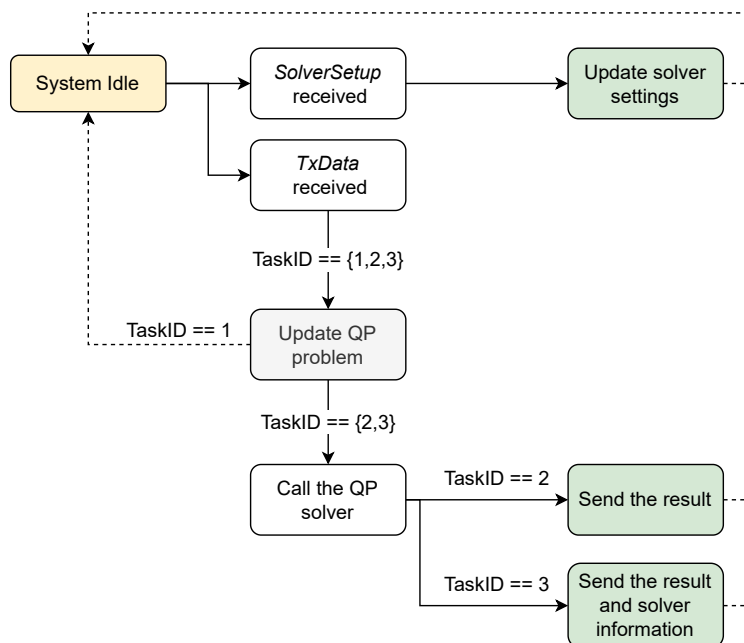 System Idle
SolverSetup
received
Update solver
settings
TxData
received
TaskID == {1,2,3}
TaskID == 1
Update QP
problem
TaskID == {2,3}
Call the QP
solver
TaskID == 2
Send the result
TaskID == 3
Send the result
and solver
information